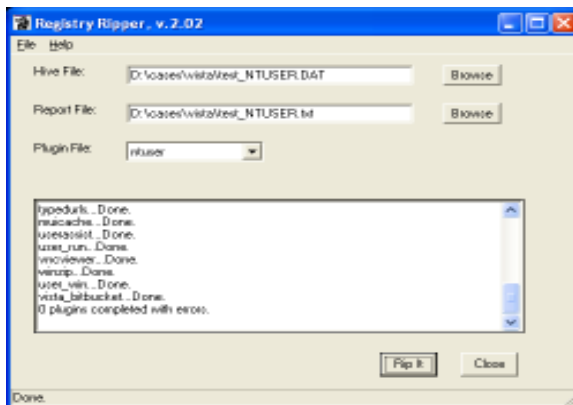 Registry Ripper, v.2.02
File Help
Hive File: D:\cases\vista\test_NTUSER.DAT Browse
Report File: D:\cases\vista\test_NTUSER.txt Browse
Plugin File: ntuser
typedurls...Done.
muicache...Done.
userassist...Done.
user_run...Done.
vncviewer...Done.
winzip...Done.
user_win...Done.
vista_bitbucket...Done.
0 plugins completed with errors.
Rip It Close
Done.